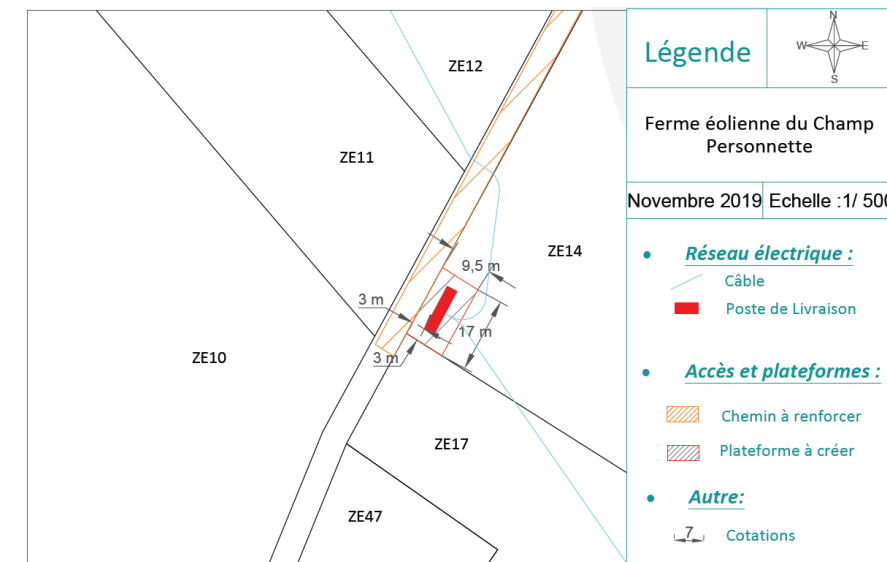 ZE12
ZE11
ZE14
9,5 m
3 m
17 m
3 m
ZE10
ZE17
ZE47
Légende
N
W
E
S
Ferme éolienne du Champ
Personnette
Novembre 2019
Echelle :1/ 500
Réseau électrique :
Câble
Poste de Livraison
Accès et plateformes :
Chemin à renforcer
Plateforme à créer
Autre:
7
Cotations